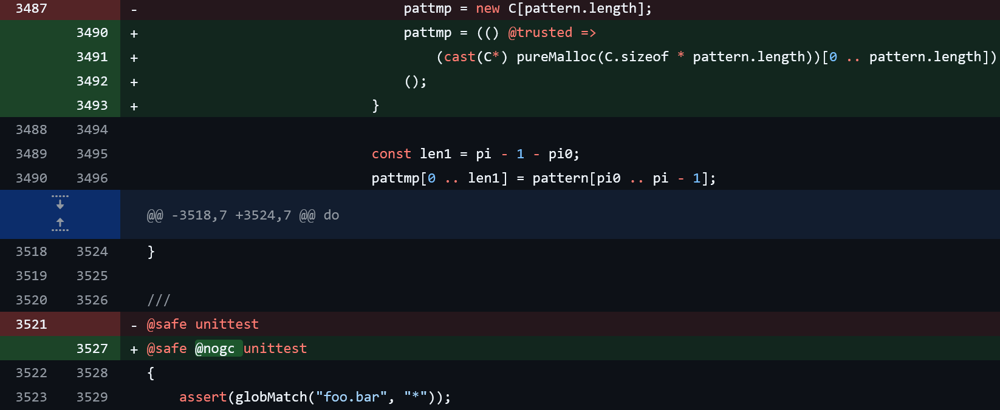 3487 - pattmp = new C[pattern.length];
3490 + pattmp = (() @trusted =>
3491 + (cast(C*) pureMalloc(C.sizeof * pattern.length))[0 .. pattern.length])
3492 + ();
3493 + }
3488 3494
3489 3495 const len1 = pi - 1 - pi0;
3490 3496 pattmp[0 .. len1] = pattern[pi0 .. pi - 1];
@@ -3518,7 +3524,7 @@ do
3518 3524 }
3519 3525
3520 3526 ///
3521 - @safe unittest
3527 + @safe @nogc unittest
3522 3528 {
3523 3529 assert(globMatch("foo.bar", "*"));